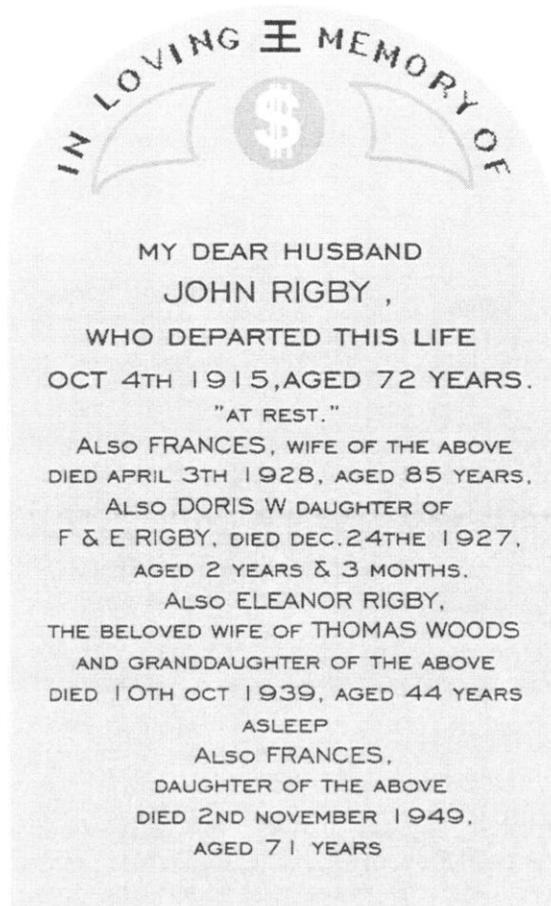 IN LOVING 王 MEMORY OF
$
MY DEAR HUSBAND
JOHN RIGBY ,
WHO DEPARTED THIS LIFE
OCT 4TH 1915,AGED 72 YEARS.
"AT REST."
ALSO FRANCES, WIFE OF THE ABOVE
DIED APRIL 3TH 1928, AGED 85 YEARS,
ALSO DORIS W DAUGHTER OF
F & E RIGBY, DIED DEC.24THE 1927,
AGED 2 YEARS & 3 MONTHS.
ALSO ELEANOR RIGBY,
THE BELOVED WIFE OF THOMAS WOODS
AND GRANDDAUGHTER OF THE ABOVE
DIED 10TH OCT 1939, AGED 44 YEARS
ASLEEP
ALSO FRANCES,
DAUGHTER OF THE ABOVE
DIED 2ND NOVEMBER 1949,
AGED 71 YEARS